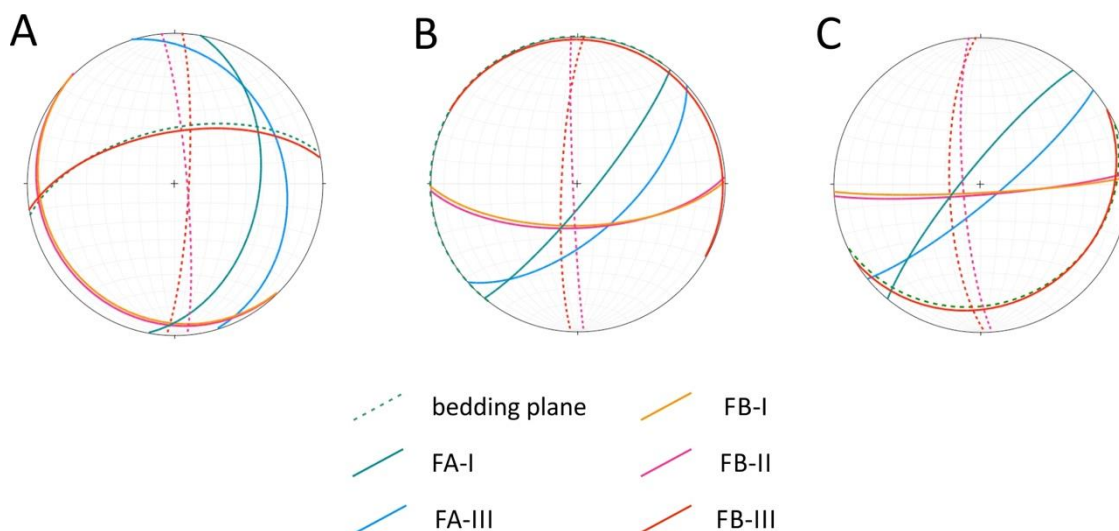 A
B
C
bedding plane
FB-I
FA-I
FB-II
FA-III
FB-III